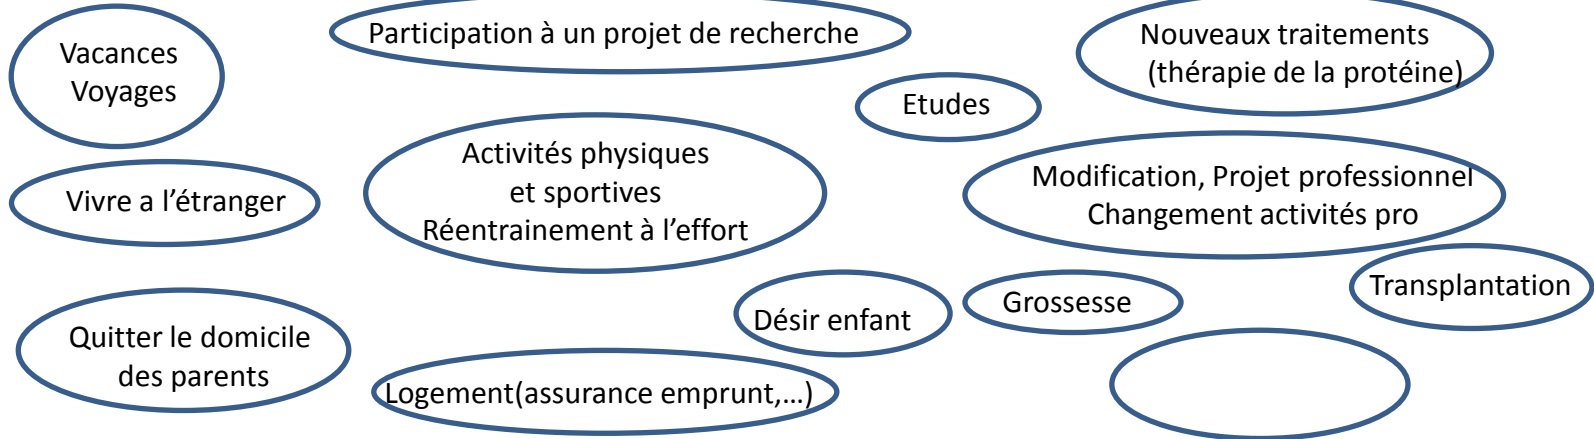 Vacances
Voyages
Participation à un projet de recherche
Nouveaux traitements
(thérapie de la protéine)
Etudes
Activités physiques
et sportives
Réentrainement à l’effort
Vivre a l’étranger
Modification, Projet professionnel
Changement activités pro
Transplantation
Grossesse
Désir enfant
Quitter le domicile
des parents
Logement(assurance emprunt,…)